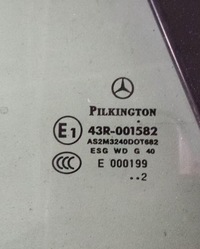 PILKINGTON
E1 43R-001582
AS2M3240DOT682
ESG WD G 40
CCC E 000199
..2